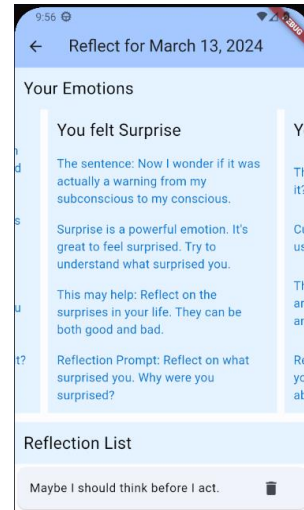 9:56
DEBUG
Reflect for March 13, 2024
Your Emotions
You felt Surprise
The sentence: Now I wonder if it was
actually a warning from my
subconscious to my conscious.
Surprise is a powerful emotion. It's
great to feel surprised. Try to
understand what surprised you.
This may help: Reflect on the
surprises in your life. They can be
both good and bad.
Reflection Prompt: Reflect on what
surprised you. Why were you
surprised?
Reflection List
Maybe I should think before I act.